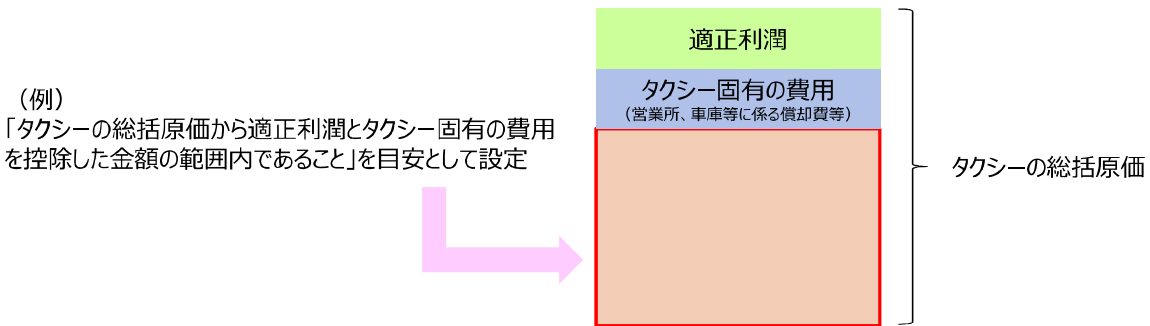 (例)
「タクシーの総括原価から適正利潤とタクシー固有の費用
を控除した金額の範囲内であること」を目安として設定
適正利潤
タクシー固有の費用
(営業所、車庫等に係る償却費等)
タクシーの総括原価